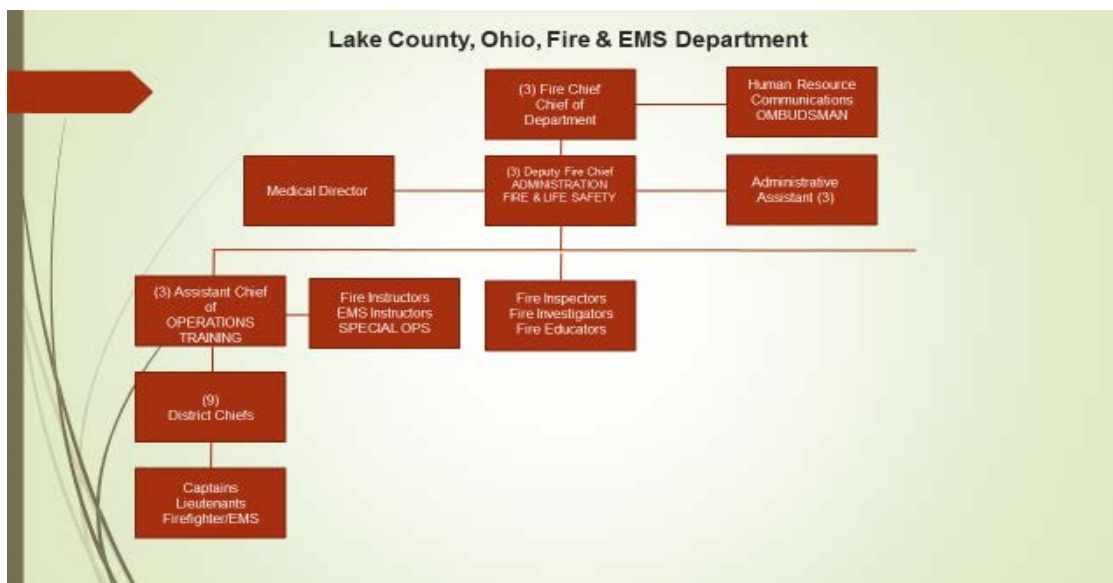 Lake County, Ohio, Fire & EMS Department
(3) Fire Chief
Chief of
Department
Human Resource
Communications
OMBUDSMAN
Medical Director
(3) Deputy Fire Chief
ADMINISTRATION
FIRE & LIFE SAFETY
Administrative
Assistant (3)
(3) Assistant Chief
of
OPERATIONS
TRAINING
Fire Instructors
EMS Instructors
SPECIAL OPS
Fire Inspectors
Fire Investigators
Fire Educators
(9)
District Chiefs
Captains
Lieutenants
Firefighter/EMS